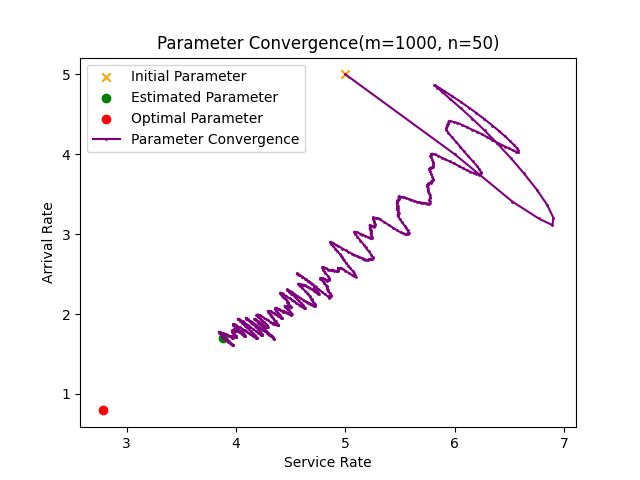 Parameter Convergence(m=1000, n=50)
Initial Parameter
Estimated Parameter
Optimal Parameter
Parameter Convergence
Arrival Rate
5
4
3
2
1
3 4 5 6 7
Service Rate